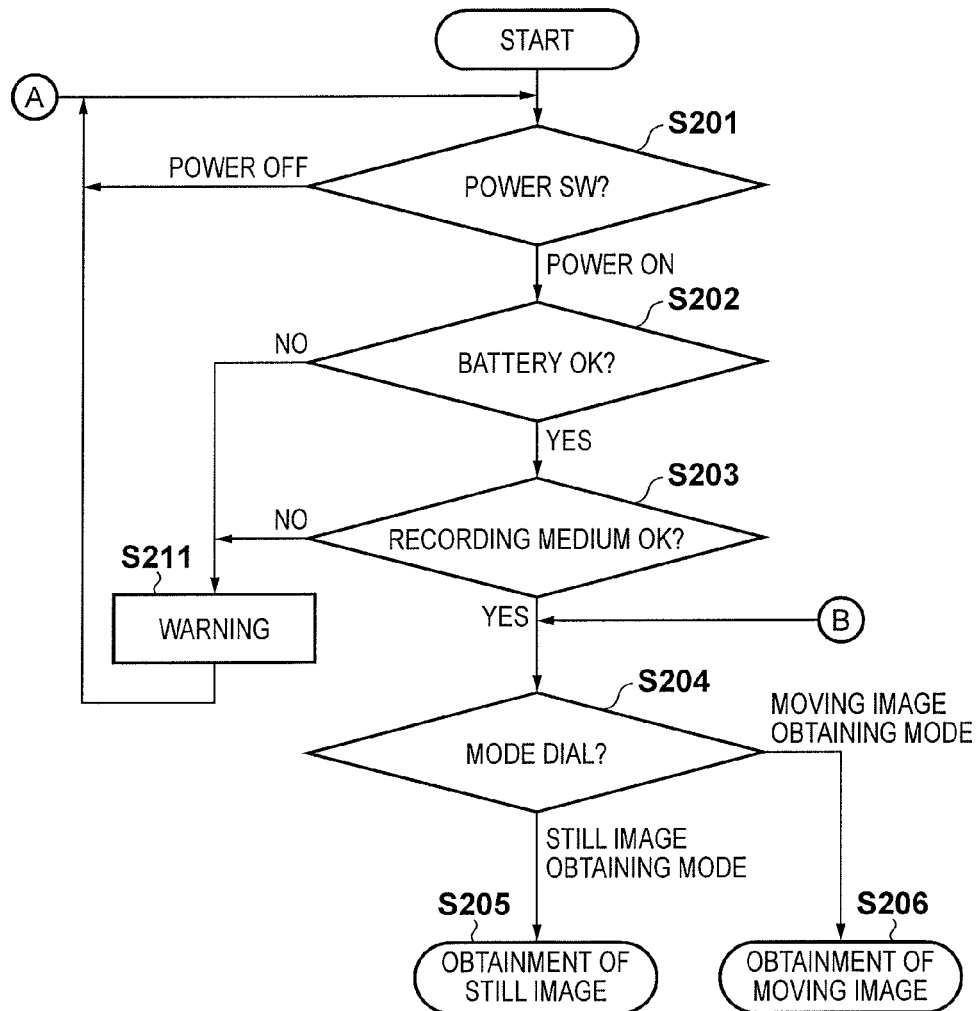 START
A
S201
POWER OFF
POWER SW?
POWER ON
S202
NO
BATTERY OK?
YES
S203
NO
RECORDING MEDIUM OK?
S211
WARNING
YES
B
S204
MOVING IMAGE
OBTAINING MODE
MODE DIAL?
STILL IMAGE
OBTAINING MODE
S205
OBTAINMENT OF
STILL IMAGE
S206
OBTAINMENT OF
MOVING IMAGE